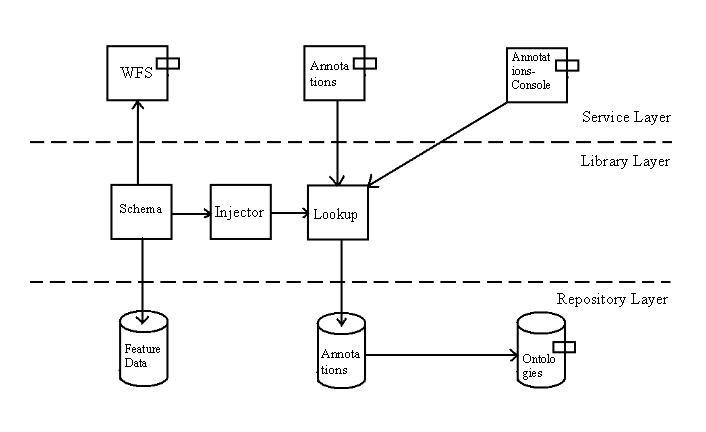 WFS
Annota
tions
Annotat
ions-
Console
Service Layer
Library Layer
Schema
Injector
Lookup
Repository Layer
Feature
Data
Annota
tions
Ontolo
gies